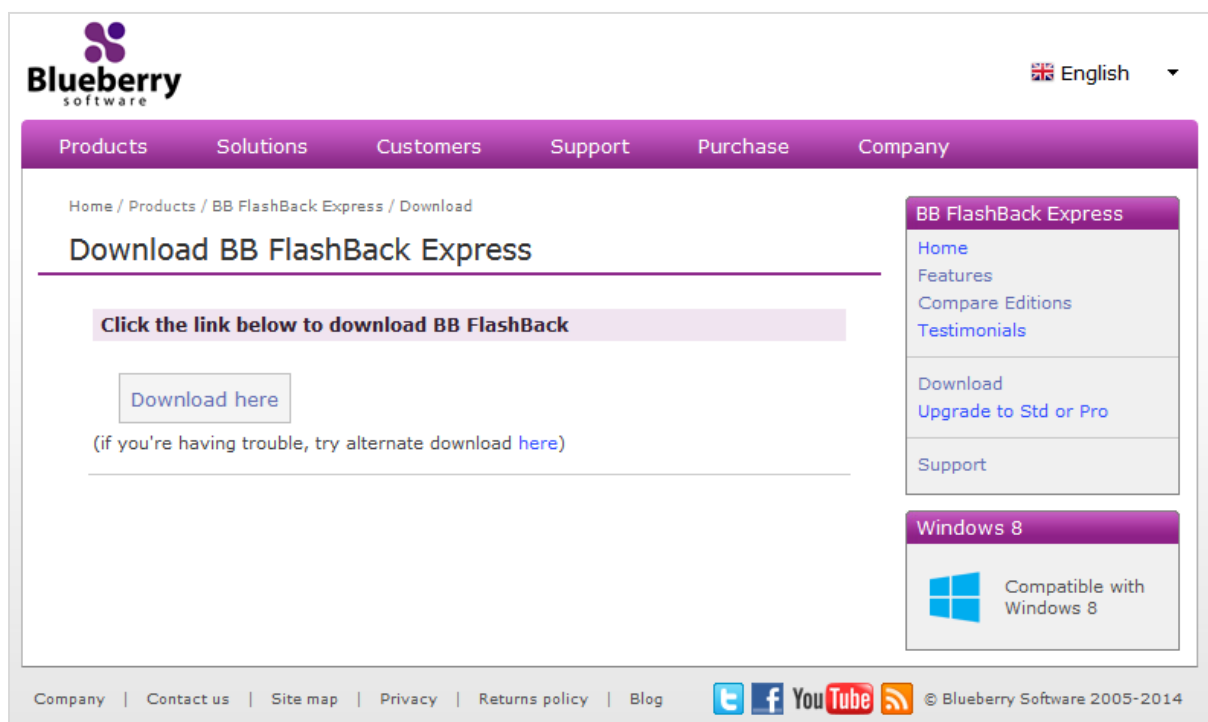 Blueberry
software
English
Products Solutions Customers Support Purchase Company
Home / Products / BB FlashBack Express / Download
Download BB FlashBack Express
Click the link below to download BB FlashBack
Download here
(if you're having trouble, try alternate download here)
BB FlashBack Express
Home
Features
Compare Editions
Testimonials
Download
Upgrade to Std or Pro
Support
Windows 8
Compatible with
Windows 8
Company | Contact us | Site map | Privacy | Returns policy | Blog t f YouTube © Blueberry Software 2005-2014